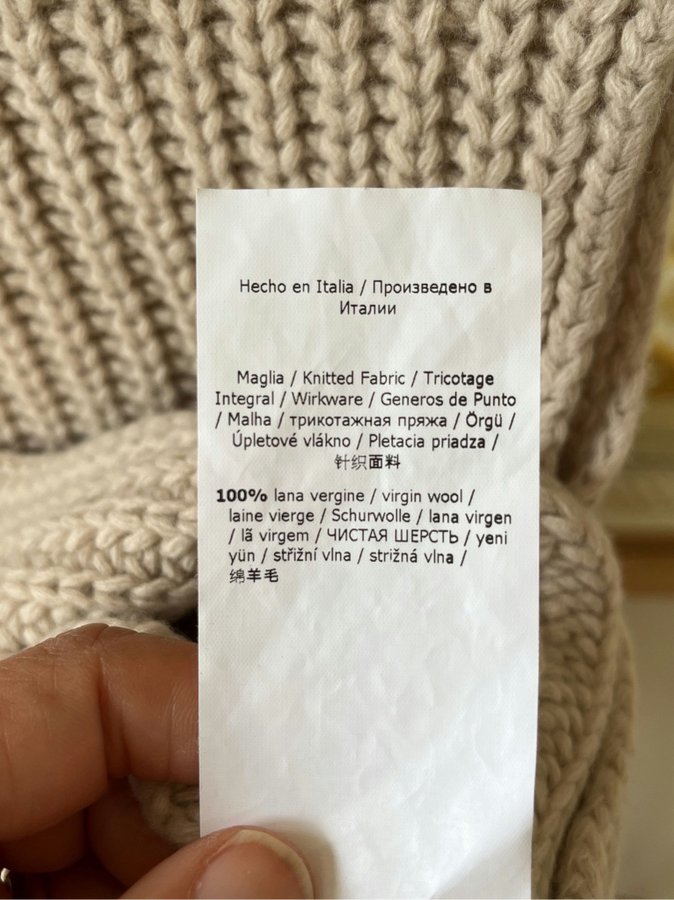 Hecho en Italia / Произведено в
Италии
Maglia / Knitted Fabric / Tricotage
Integral / Wirkware / Generos de Punto
/ Malha / трикотажная пряжа / Örgü /
Úpletové vlákno / Pletacia priadza /
针织面料
100% lana vergine / virgin wool /
laine vierge / Schurwolle / lana virgen
/ lã virgem / ЧИСТАЯ ШЕРСТЬ / yeni
yün / střižní vlna / strižná vlna /
绵羊毛